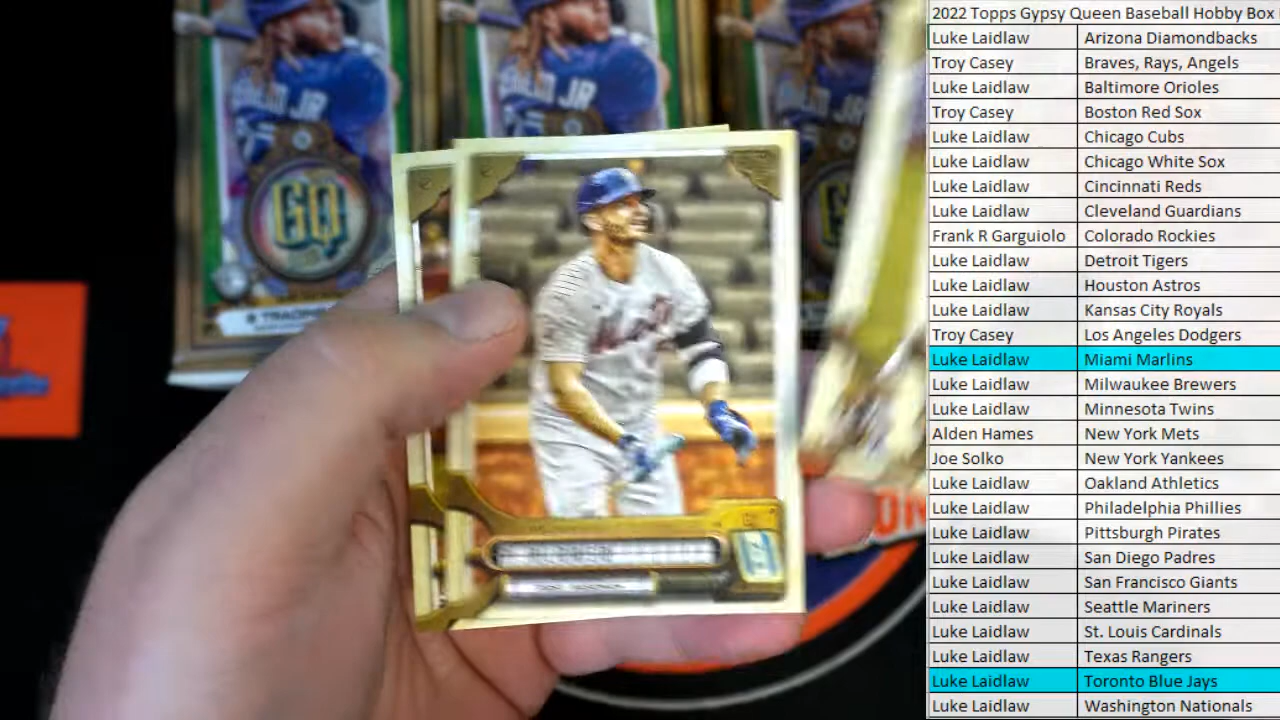 2022 Topps Gypsy Queen Baseball Hobby Box
Luke Laidlaw Arizona Diamondbacks
Troy Casey Braves, Rays, Angels
Luke Laidlaw Baltimore Orioles
Troy Casey Boston Red Sox
Luke Laidlaw Chicago Cubs
Luke Laidlaw Chicago White Sox
Luke Laidlaw Cincinnati Reds
Luke Laidlaw Cleveland Guardians
Frank R Garguiolo Colorado Rockies
Luke Laidlaw Detroit Tigers
Luke Laidlaw Houston Astros
Luke Laidlaw Kansas City Royals
Troy Casey Los Angeles Dodgers
Luke Laidlaw Miami Marlins
Luke Laidlaw Milwaukee Brewers
Luke Laidlaw Minnesota Twins
Alden Hames New York Mets
Joe Solko New York Yankees
Luke Laidlaw Oakland Athletics
Luke Laidlaw Philadelphia Phillies
Luke Laidlaw Pittsburgh Pirates
Luke Laidlaw San Diego Padres
Luke Laidlaw San Francisco Giants
Luke Laidlaw Seattle Mariners
Luke Laidlaw St. Louis Cardinals
Luke Laidlaw Texas Rangers
Luke Laidlaw Toronto Blue Jays
Luke Laidlaw Washington Nationals
GQ